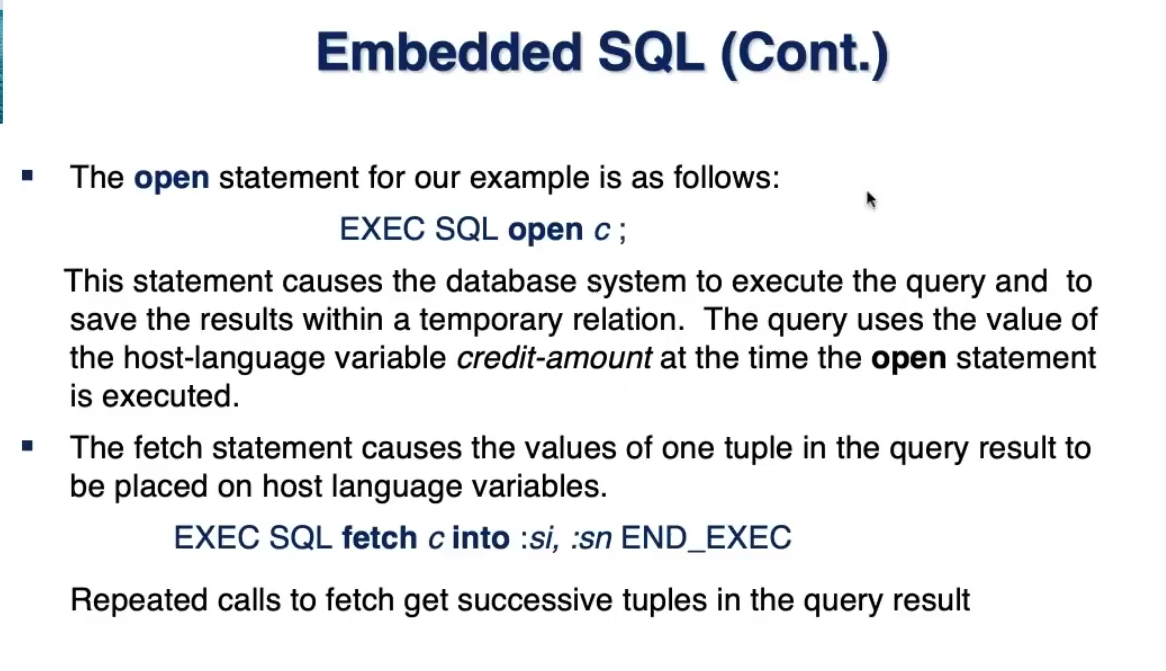 Embedded SQL (Cont.)
▪ The open statement for our example is as follows:
EXEC SQL open c ;
This statement causes the database system to execute the query and to
save the results within a temporary relation. The query uses the value of
the host-language variable credit-amount at the time the open statement
is executed.
▪ The fetch statement causes the values of one tuple in the query result to
be placed on host language variables.
EXEC SQL fetch c into :si, :sn END_EXEC
Repeated calls to fetch get successive tuples in the query result